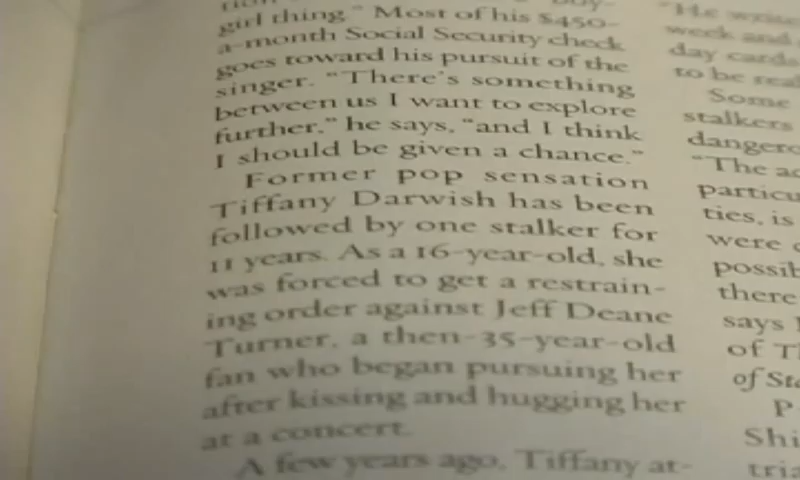 girl thing." Most of his $450-
a-month Social Security check
goes toward his pursuit of the
singer. "There's something
between us I want to explore
further," he says, "and I think
I should be given a chance."
Former pop sensation
Tiffany Darwish has been
followed by one stalker for
11 years. As a 16-year-old, she
was forced to get a restrain-
ing order against Jeff Deane
Turner, a then-35-year-old
fan who began pursuing her
after kissing and hugging her
at a concert.
A few years ago, Tiffany at-
"He
week and
day cards
to be
Some
stalkers
"The
ties, is
were
there
says
of
of